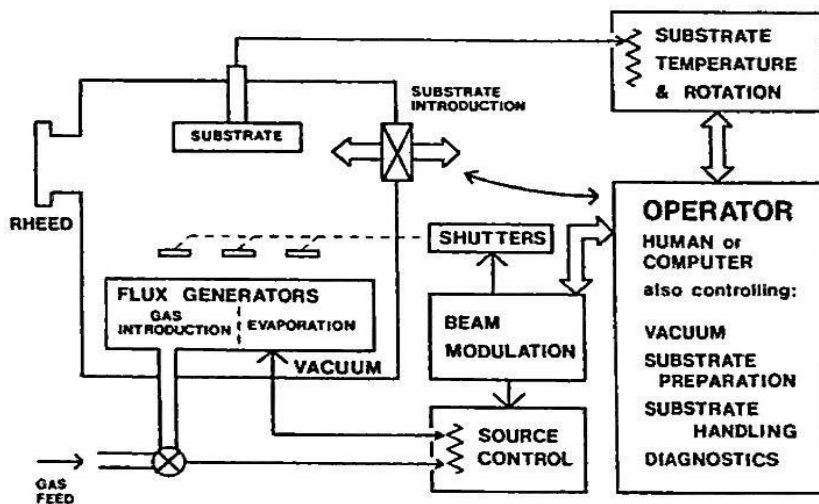 SUBSTRATE
TEMPERATURE
& ROTATION
SUBSTRATE
INTRODUCTION
SUBSTRATE
RHEED
OPERATOR
HUMAN or
COMPUTER
also controlling:
VACUUM
SUBSTRATE
PREPARATION
SUBSTRATE
HANDLING
DIAGNOSTICS
SHUTTERS
FLUX GENERATORS
GAS
INTRODUCTION
EVAPORATION
VACUUM
BEAM
MODULATION
SOURCE
CONTROL
GAS
FEED